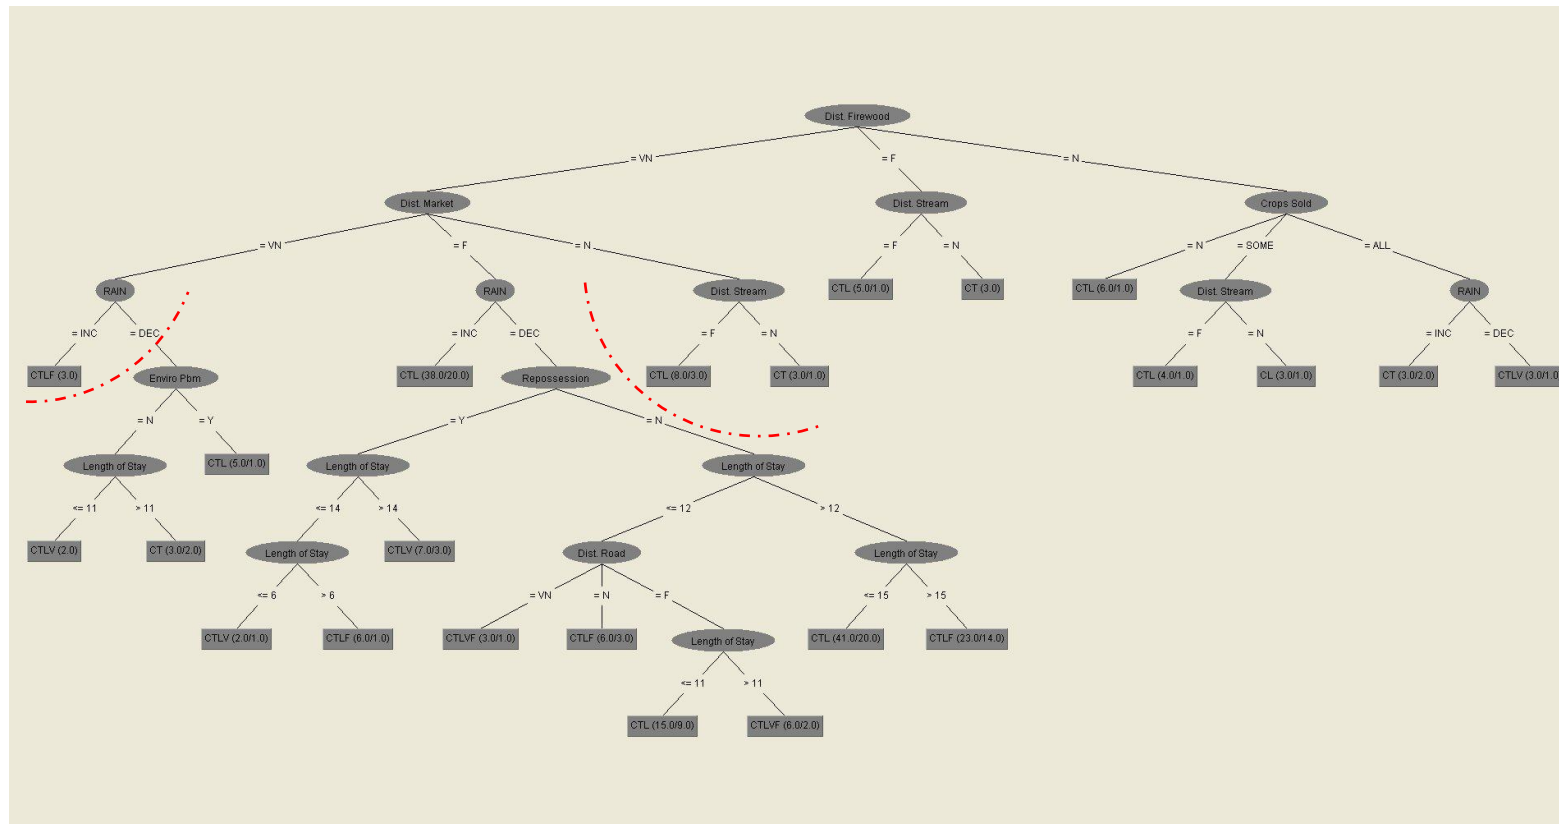 Dist. Firewood
= VN
= F
= N
Dist. Market
Dist. Stream
Crops Sold
= VN
= F
= N
= F
= N
= N
= SOME
= ALL
RAIN
RAIN
Dist. Stream
CTL (5.0/1.0)
CT (3.0)
CTL (6.0/1.0)
Dist. Stream
RAIN
= INC
= DEC
= INC
= DEC
= F
= N
= F
= N
= INC
= DEC
CTLF (3.0)
Enviro Pbm
CTL (38.0/20.0)
Repossession
CTL (8.0/3.0)
CT (3.0/1.0)
CTL (4.0/1.0)
CL (3.0/1.0)
CT (3.0/2.0)
CTLV (3.0/1.0
= N
= Y
= Y
= N
Length of Stay
CTL (5.0/1.0)
Length of Stay
Length of Stay
<= 11
> 11
<= 14
> 14
<= 12
> 12
CTLV (2.0)
CT (3.0/2.0)
Length of Stay
CTLV (7.0/3.0)
Dist. Road
Length of Stay
<= 6
> 6
= VN
= N
= F
<= 15
> 15
CTLV (2.0/1.0)
CTLF (6.0/1.0)
CTLVF (3.0/1.0)
CTLF (6.0/3.0)
Length of Stay
CTL (41.0/20.0)
CTLF (23.0/14.0)
<= 11
> 11
CTL (15.0/9.0)
CTLVF (6.0/2.0)